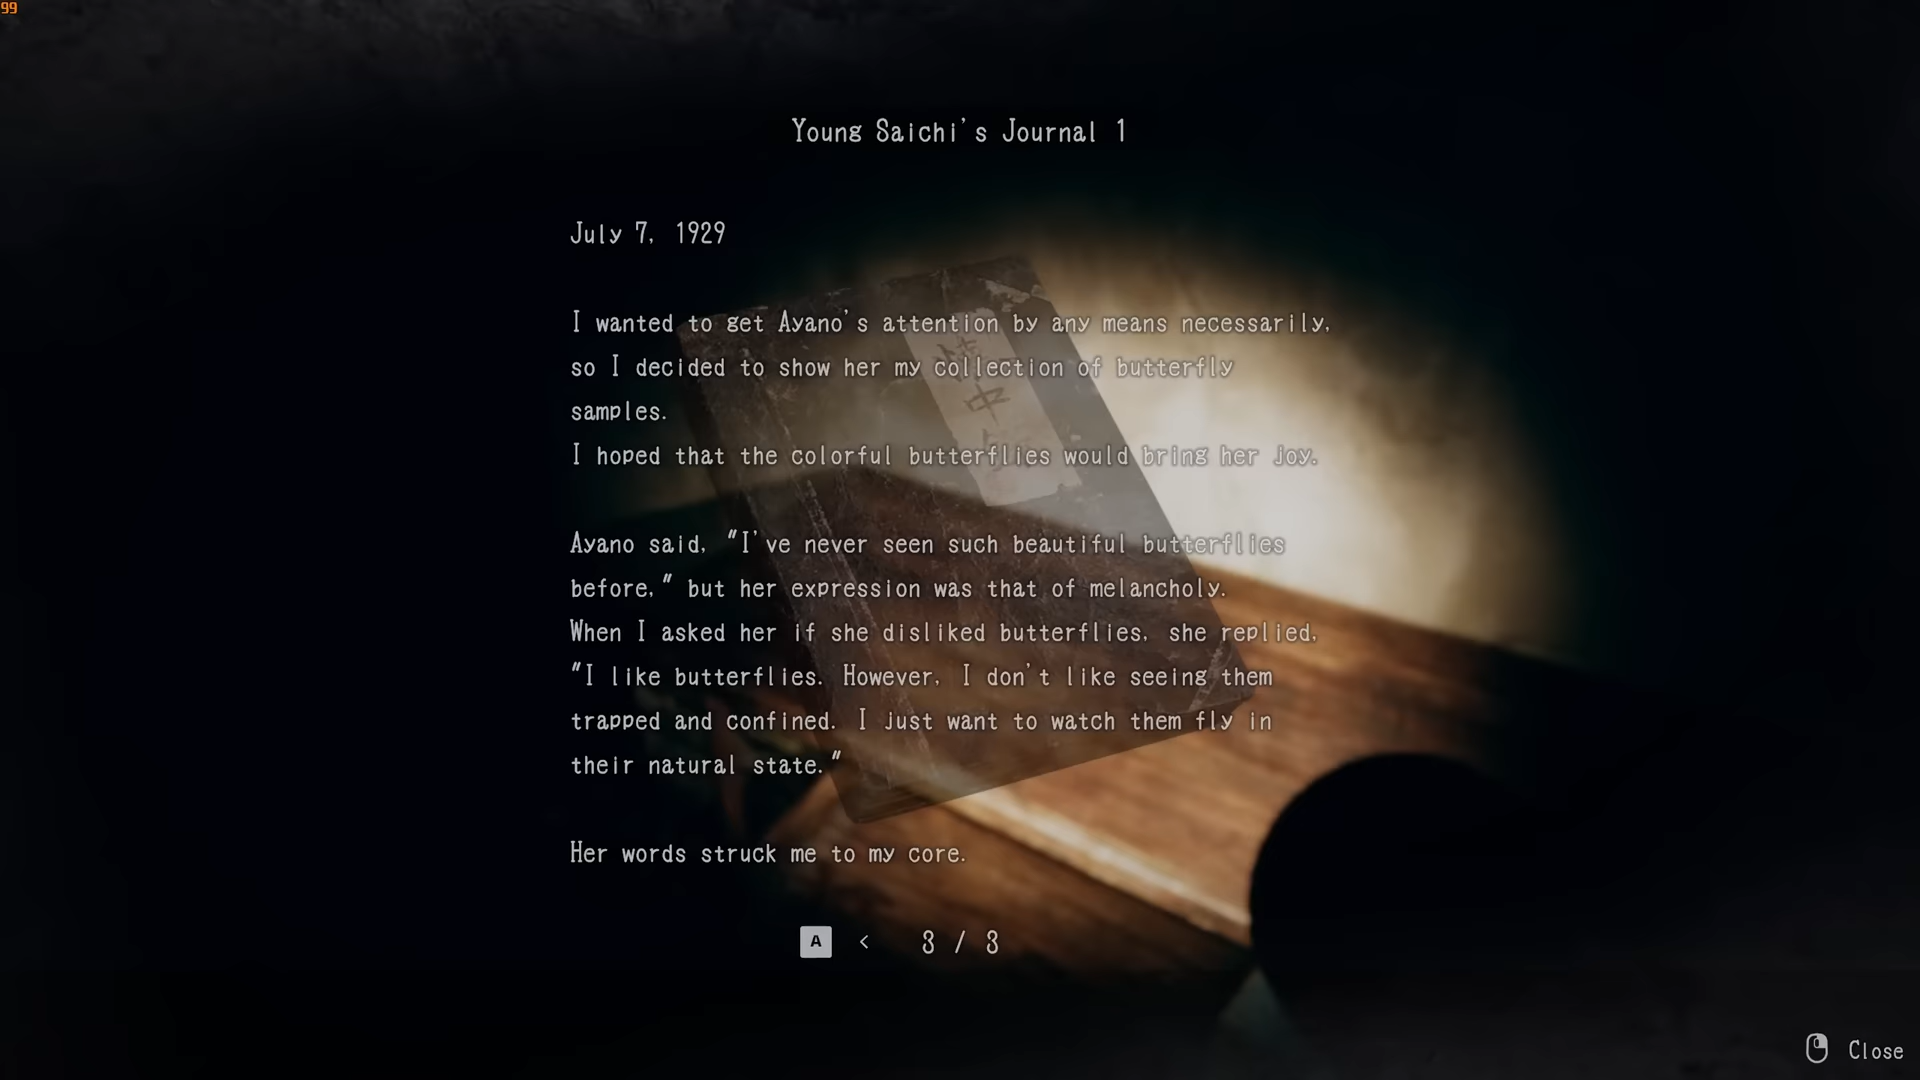 99
Young Saichi's Journal 1
July 7, 1929
I wanted to get Ayano's attention by any means necessarily,
so I decided to show her my collection of butterfly
samples.
I hoped that the colorful butterflies would bring her joy.
Ayano said, "I've never seen such beautiful butterflies
before," but her expression was that of melancholy.
When I asked her if she disliked butterflies, she replied,
"I like butterflies. However, I don't like seeing them
trapped and confined. I just want to watch them fly in
their natural state."
Her words struck me to my core.
A < 3 / 3
Close